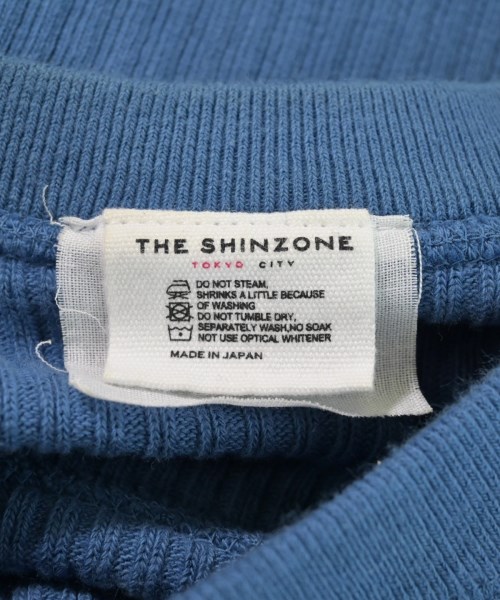 THE SHINZONE
TOKYO CITY
DO NOT STEAM,
SHRINKS A LITTLE BECAUSE
OF WASHING
DO NOT TUMBLE DRY,
SEPARATELY WASH,NO SOAK
NOT USE OPTICAL WHITENER
MADE IN JAPAN